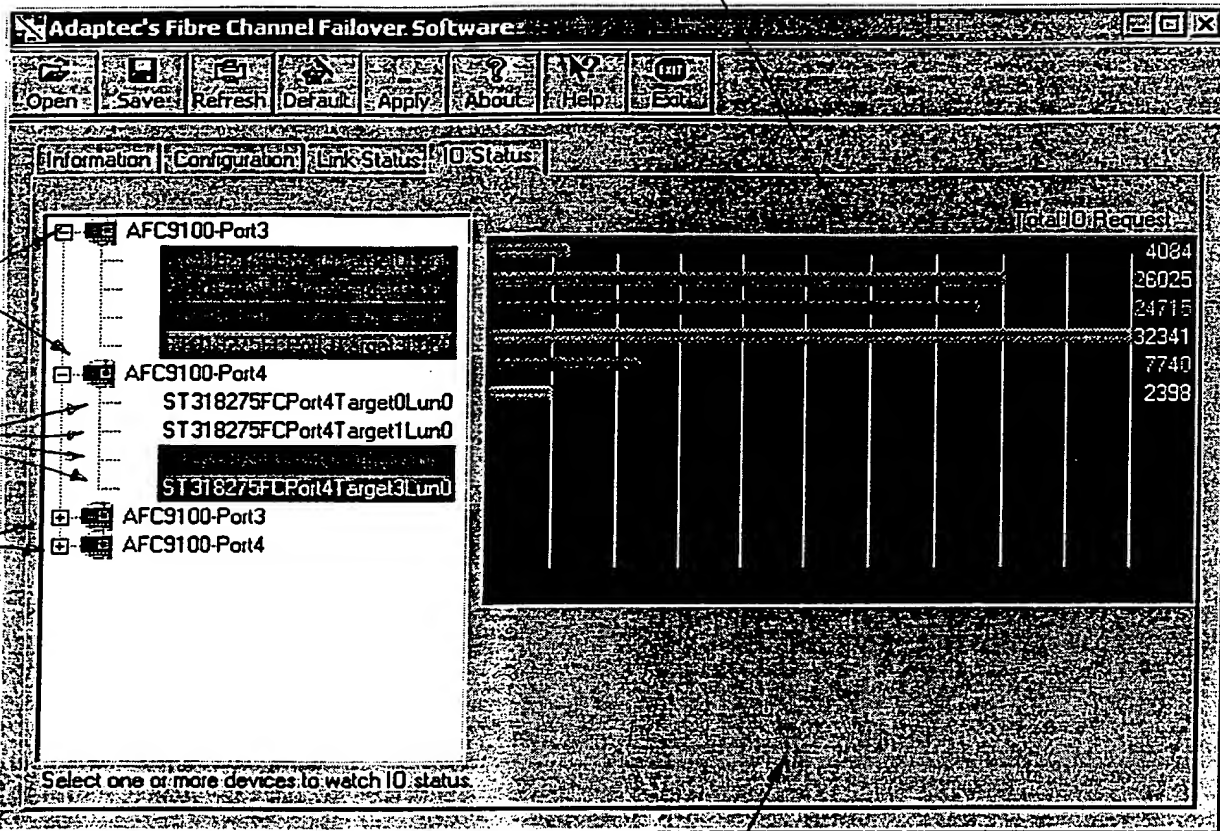 Adaptec's Fibre Channel Failover Software
Open Save Refresh Default Apply About Help Exit
Information Configuration Link Status IO Status
Total IO Request
AFC9100-Port3
AFC9100-Port4
ST318275FCPort4Target0Lun0
ST318275FCPort4Target1Lun0
ST318275FCPort4Target3Lun0
AFC9100-Port3
AFC9100-Port4
4084
26025
24715
32341
7740
2398
Select one or more devices to watch IO status